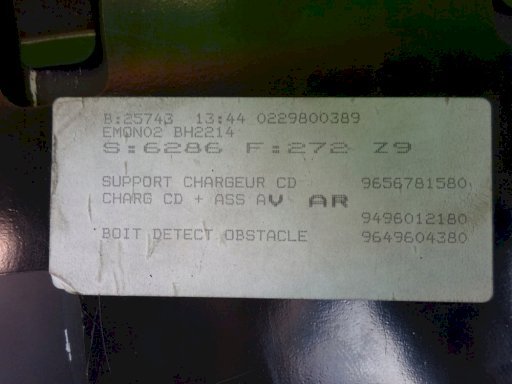 B:25743 13:44 0229800389
EMON02 BH2214
S:6286 F:272 Z9
SUPPORT CHARGEUR CD 9656781580
CHARG CD + ASS AV AR
9496012180
BOIT DETECT OBSTACLE 9649604380